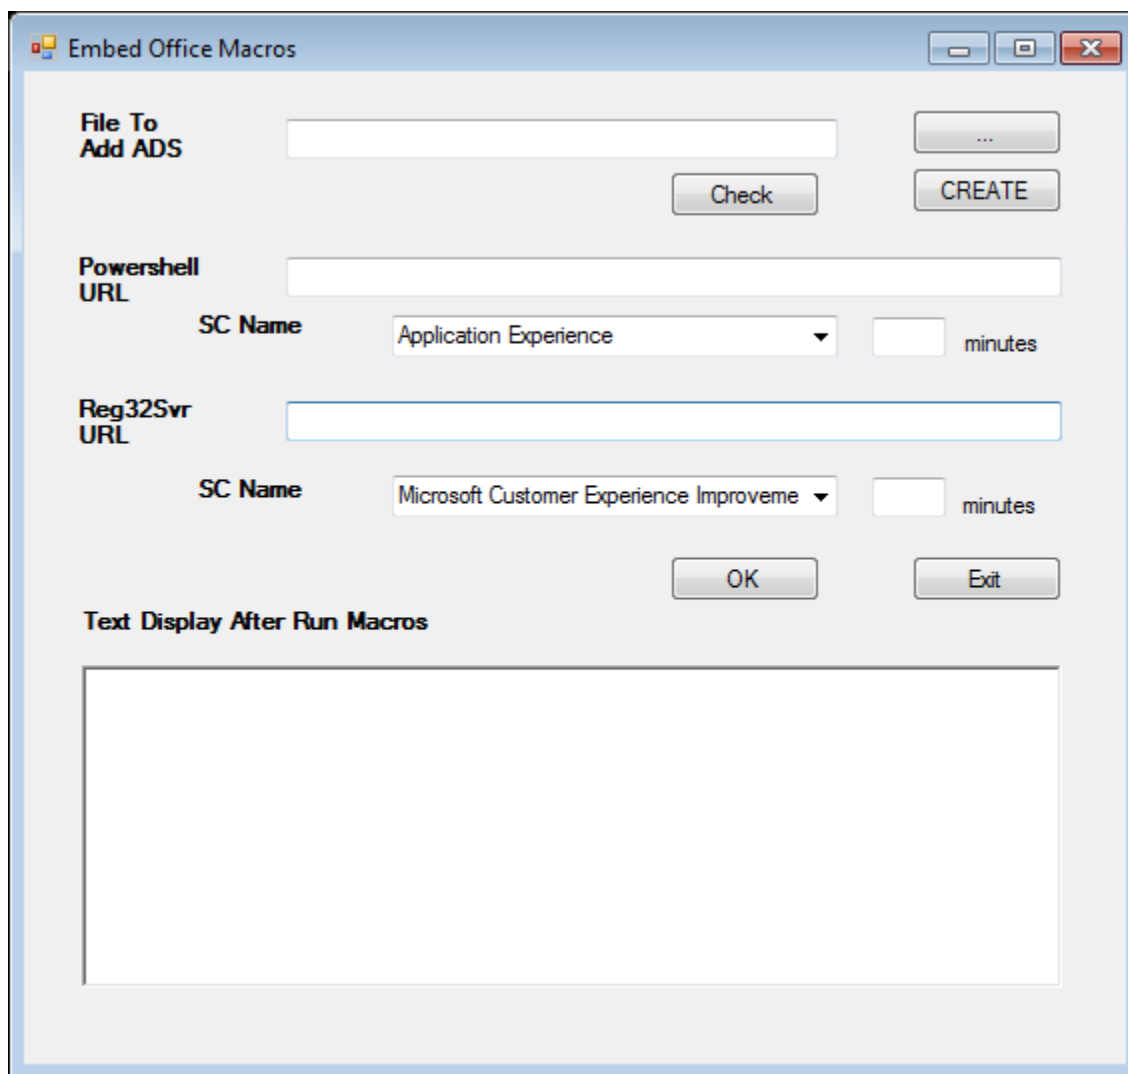 Embed Office Macros
File To
Add ADS
...
Check
CREATE
Powershell
URL
SC Name
Application Experience
minutes
Reg32Svr
URL
SC Name
Microsoft Customer Experience Improveme
minutes
OK
Exit
Text Display After Run Macros